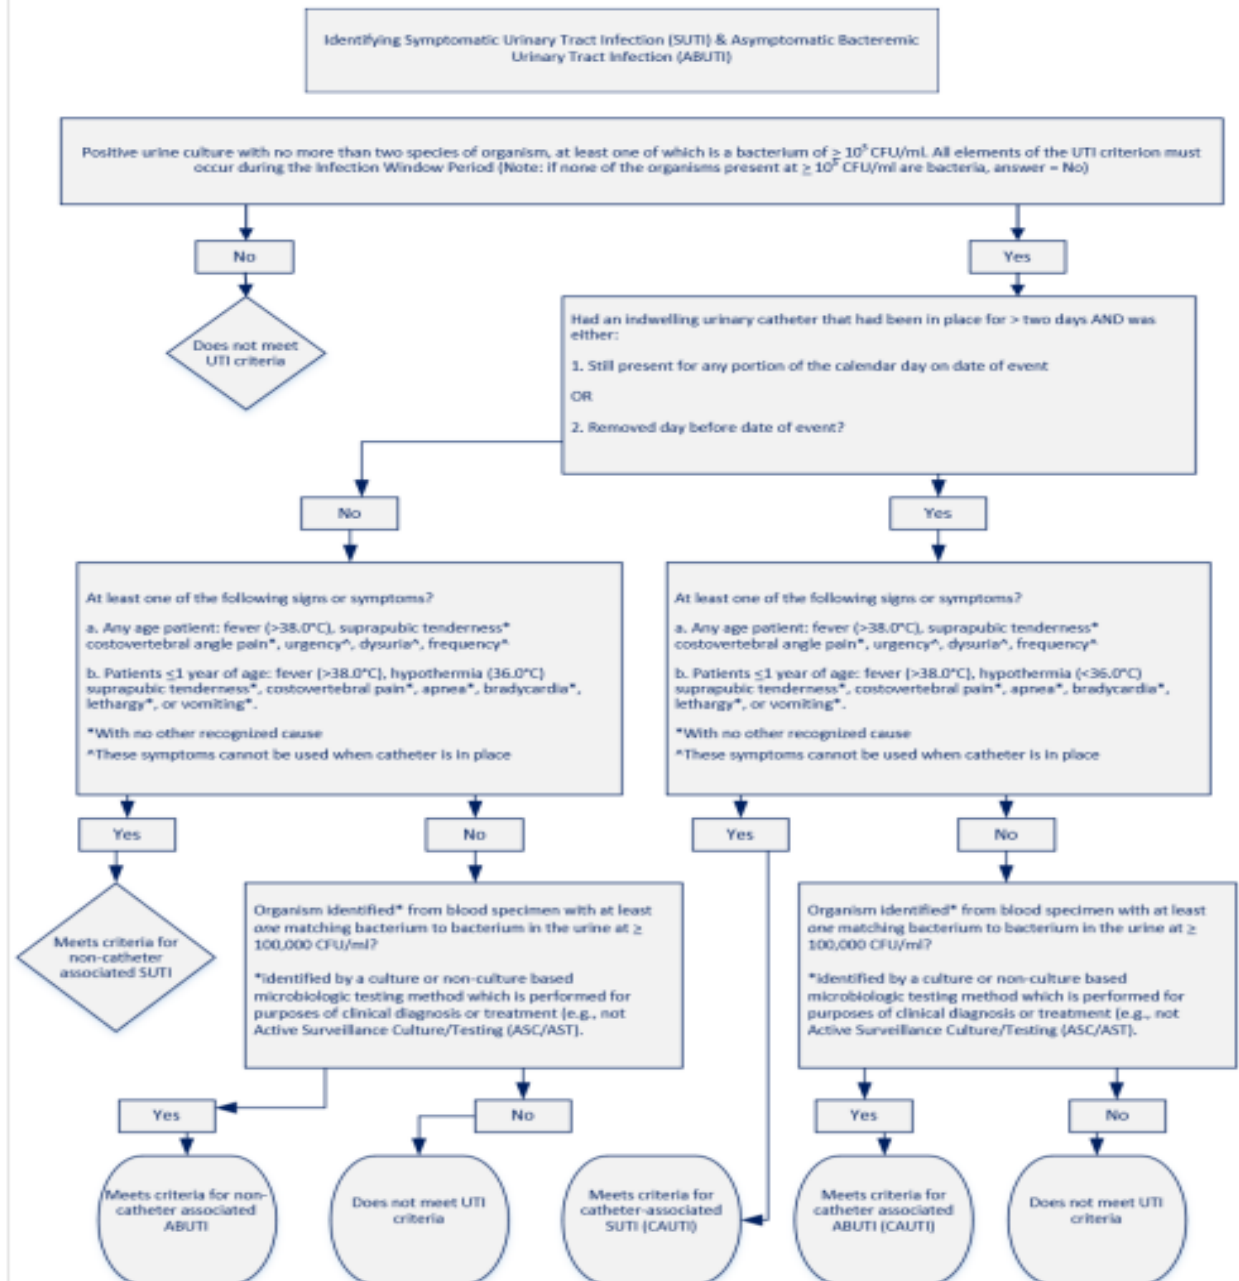 Identifying Symptomatic Urinary Tract Infection (SUTI) & Asymptomatic Bacteremic
Urinary Tract Infection (ABUTI)
Positive urine culture with no more than two species of organism, at least one of which is a bacterium of ≥ 10⁵ CFU/ml. All elements of the UTI criterion must
occur during the Infection Window Period (Note: if none of the organisms present at ≥ 10⁵ CFU/ml are bacteria, answer = No)
No
Yes
Does not meet
UTI criteria
Had an indwelling urinary catheter that had been in place for > two days AND was
either:
1. Still present for any portion of the calendar day on date of event
OR
2. Removed day before date of event?
No
Yes
At least one of the following signs or symptoms?
a. Any age patient: fever (>38.0°C), suprapubic tenderness*
costovertebral angle pain*, urgency^, dysuria^, frequency^
b. Patients ≤1 year of age: fever (>38.0°C), hypothermia (36.0°C)
suprapubic tenderness*, costovertebral pain*, apnea*, bradycardia*,
lethargy*, or vomiting*.
*With no other recognized cause
^These symptoms cannot be used when catheter is in place
At least one of the following signs or symptoms?
a. Any age patient: fever (>38.0°C), suprapubic tenderness*
costovertebral angle pain*, urgency^, dysuria^, frequency^
b. Patients ≤1 year of age: fever (>38.0°C), hypothermia (<36.0°C)
suprapubic tenderness*, costovertebral pain*, apnea*, bradycardia*,
lethargy*, or vomiting*.
*With no other recognized cause
^These symptoms cannot be used when catheter is in place
Yes
No
Yes
No
Meets criteria for
non-catheter
associated SUTI
Organism identified* from blood specimen with at least
one matching bacterium to bacterium in the urine at ≥
100,000 CFU/ml?
*identified by a culture or non-culture based
microbiologic testing method which is performed for
purposes of clinical diagnosis or treatment (e.g., not
Active Surveillance Culture/Testing (ASC/AST).
Organism identified* from blood specimen with at least
one matching bacterium to bacterium in the urine at ≥
100,000 CFU/ml?
*identified by a culture or non-culture based
microbiologic testing method which is performed for
purposes of clinical diagnosis or treatment (e.g., not
Active Surveillance Culture/Testing (ASC/AST).
Yes
No
Yes
No
Meets criteria for non-
catheter associated
ABUTI
Does not meet UTI
criteria
Meets criteria for
catheter-associated
SUTI (CAUTI)
Meets criteria for
catheter associated
ABUTI (CAUTI)
Does not meet UTI
criteria